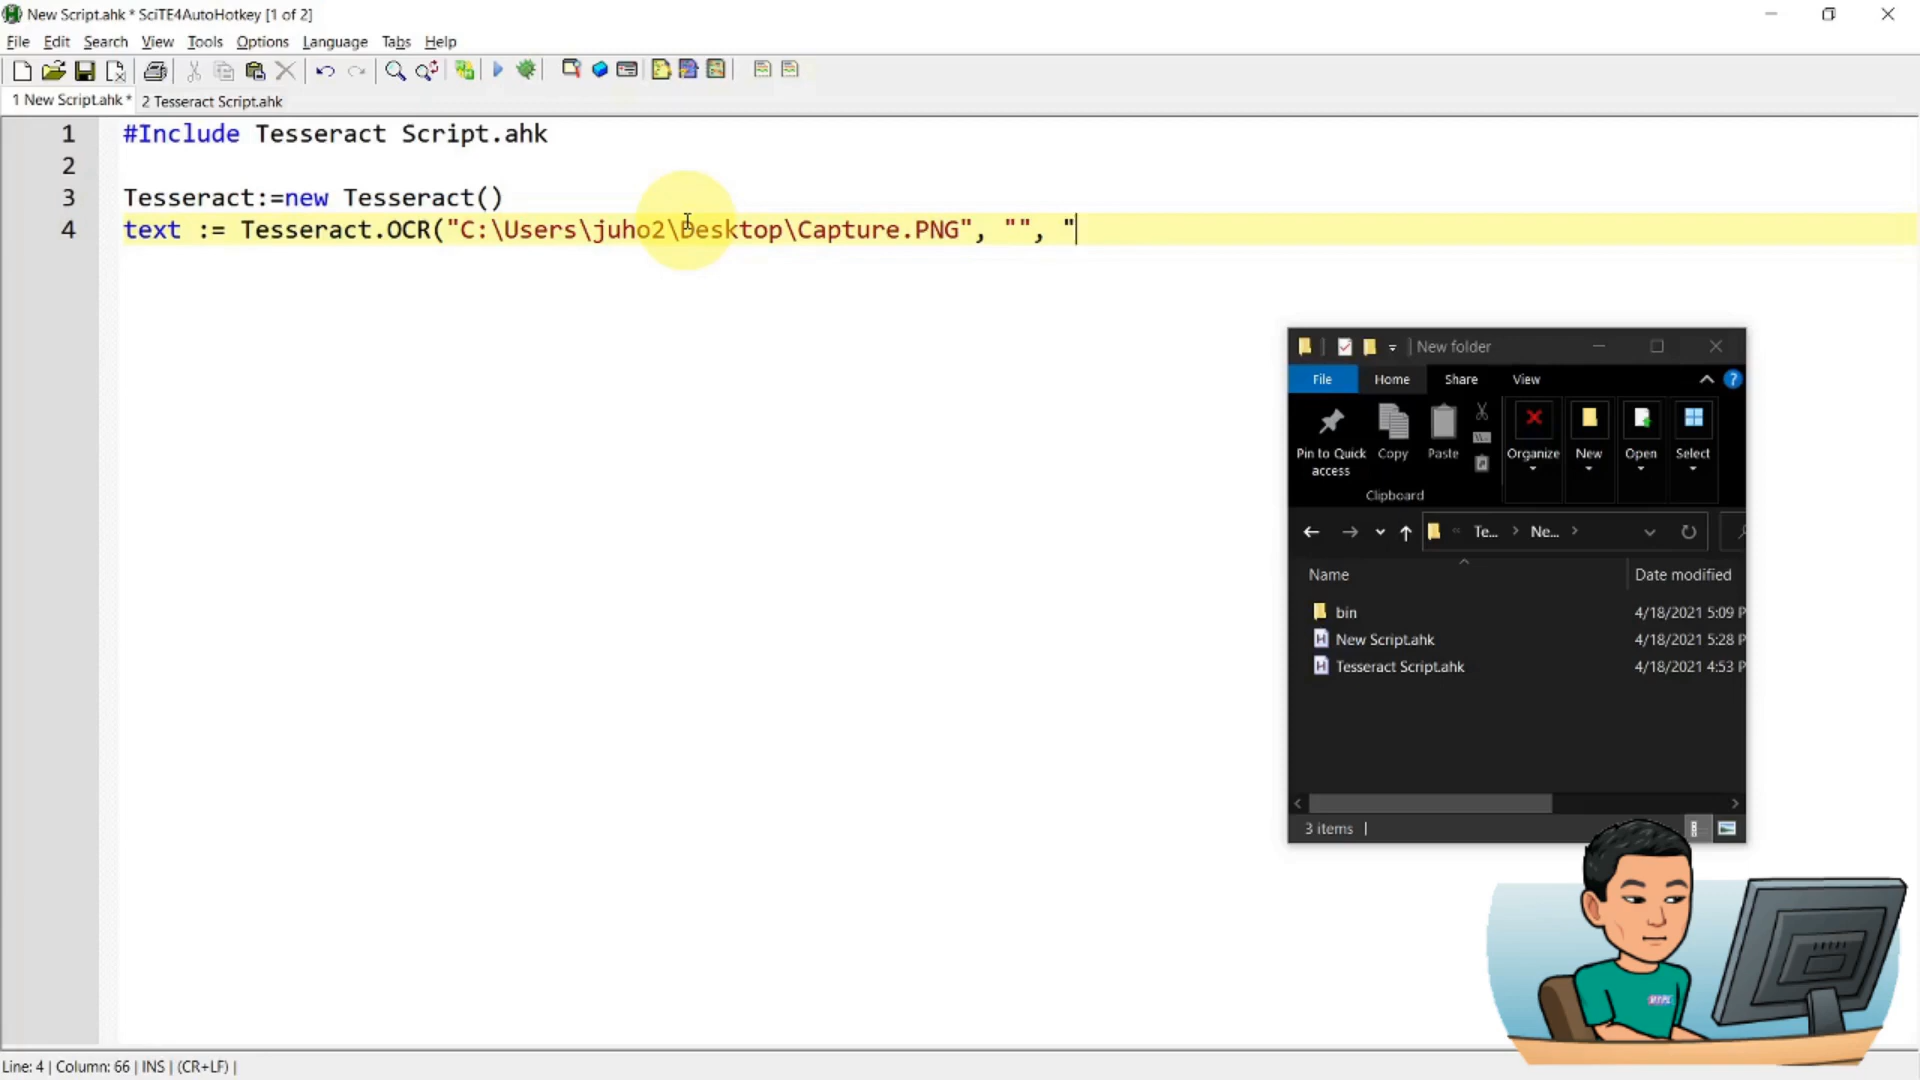 New Script.ahk * SciTE4AutoHotkey [1 of 2]
File Edit Search View Tools Options Language Tabs Help
1 New Script.ahk * 2 Tesseract Script.ahk
1 #Include Tesseract Script.ahk
2
3 Tesseract:=new Tesseract()
4 text := Tesseract.OCR("C:\Users\juho2\Desktop\Capture.PNG", "", "
New folder
File Home Share View
Pin to Quick access Copy Paste Organize New Open Select
Clipboard
Te... Ne...
Name Date modified
bin 4/18/2021 5:09 P
New Script.ahk 4/18/2021 5:28 P
Tesseract Script.ahk 4/18/2021 4:53 P
3 items
Line: 4 | Column: 66 | INS | (CR+LF) |